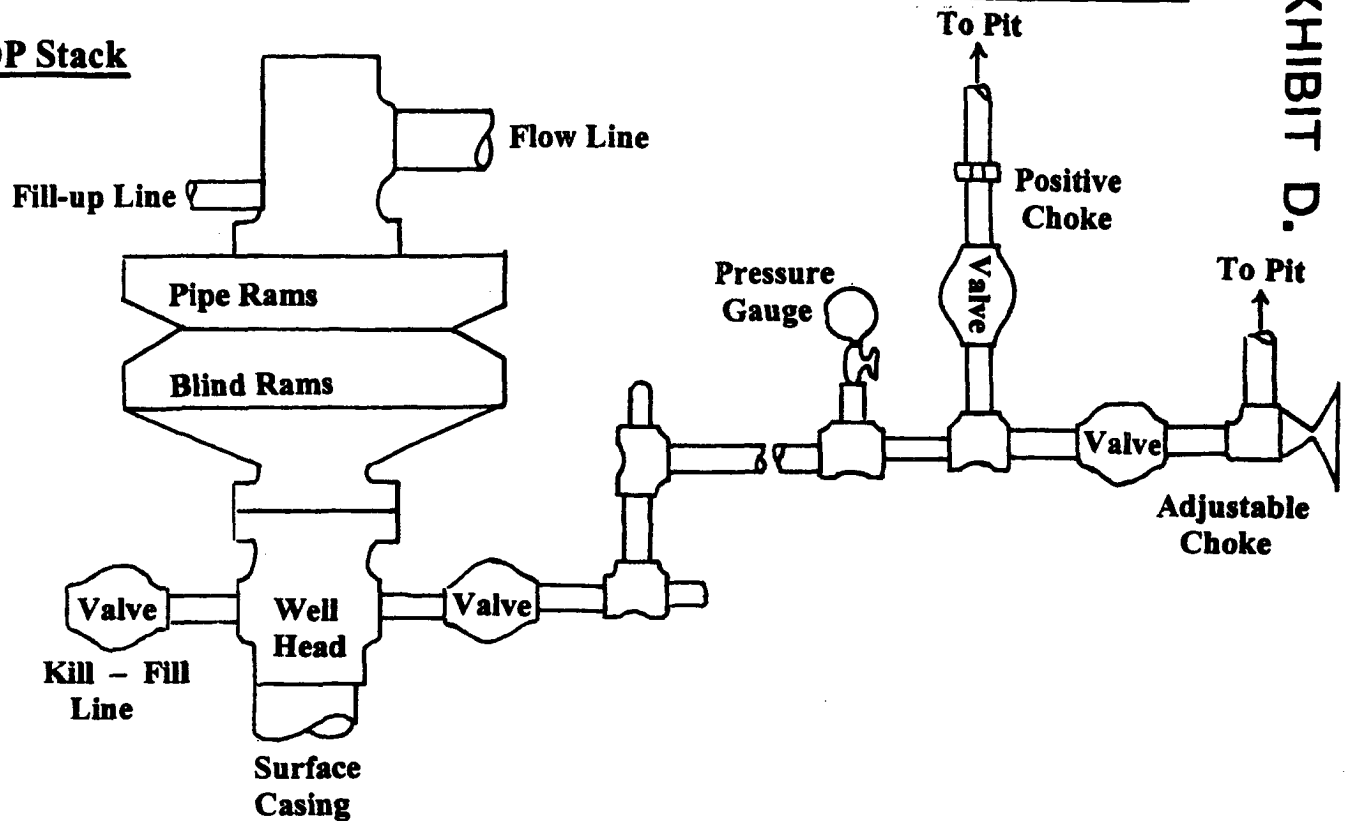 OP Stack
To Pit
Flow Line
Fill-up Line
Positive
Choke
Valve
Pressure
Gauge
To Pit
Pipe Rams
Blind Rams
Valve
Adjustable
Choke
Valve
Well
Head
Valve
Kill – Fill
Line
Surface
Casing
XHIBIT D.